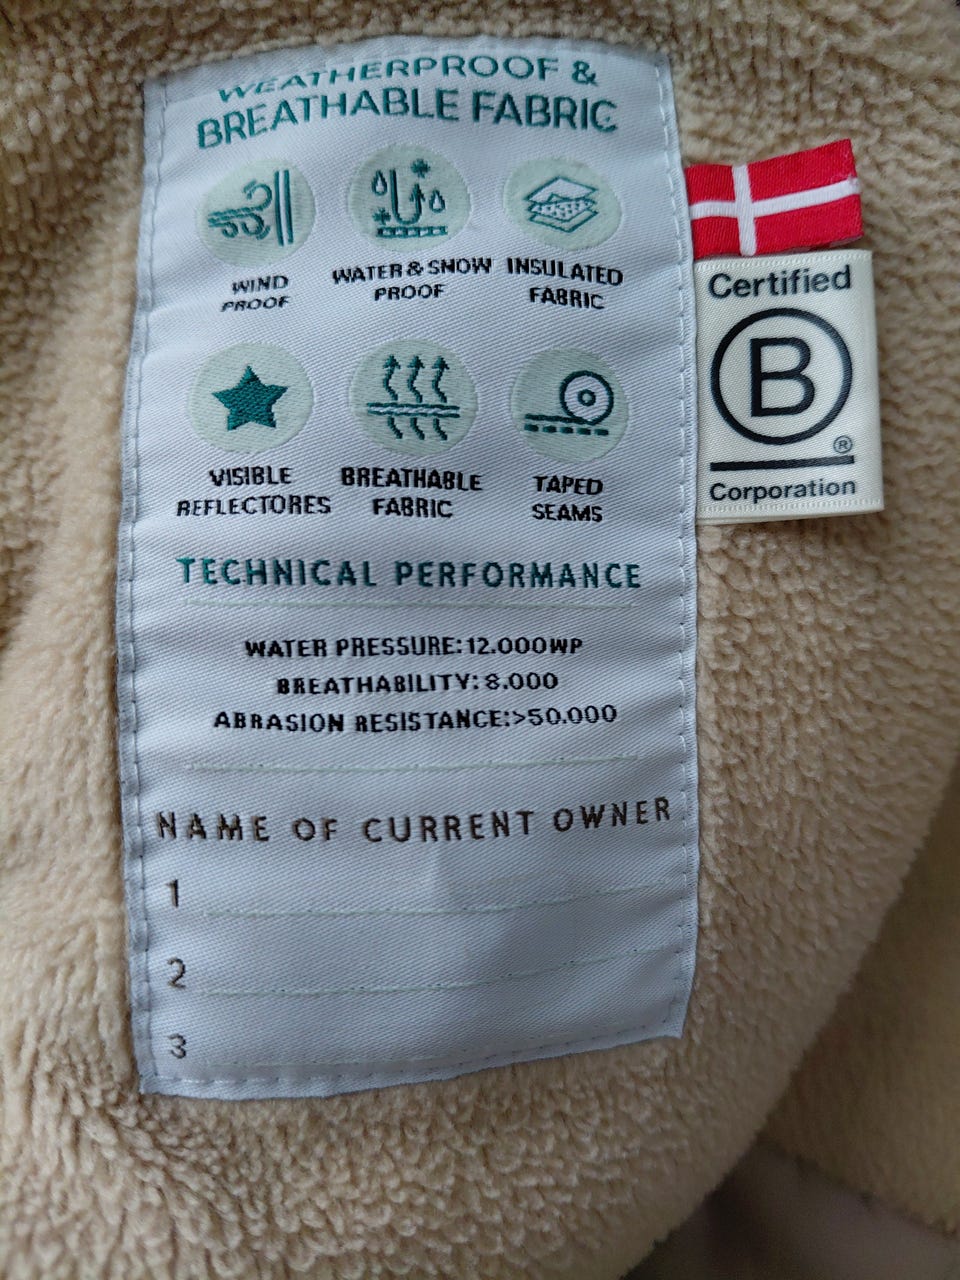 WEATHERPROOF &
BREATHABLE FABRIC
WIND
PROOF
WATER & SNOW
PROOF
INSULATED
FABRIC
VISIBLE
REFLECTORES
BREATHABLE
FABRIC
TAPED
SEAMS
TECHNICAL PERFORMANCE
WATER PRESSURE:12.000WP
BREATHABILITY:8.000
ABRASION RESISTANCE:>50.000
NAME OF CURRENT OWNER
1
2
3
Certified
B
®
Corporation